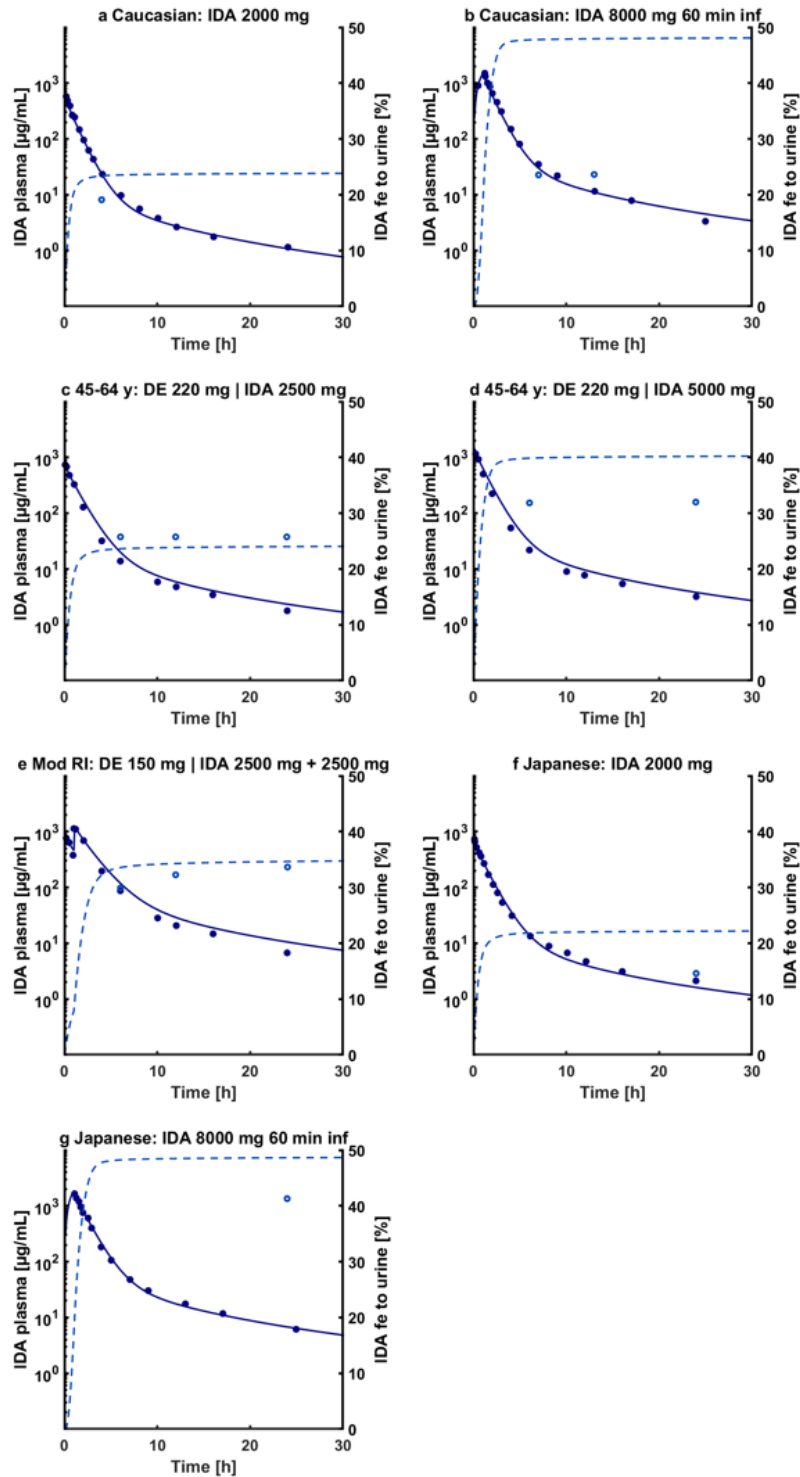 a Caucasian: IDA 2000 mg
IDA plasma [µg/mL]
10³
10²
10¹
10⁰
50
40
30
20
10
0
IDA fe to urine [%]
0 10 20 30
Time [h]
b Caucasian: IDA 8000 mg 60 min inf
IDA plasma [µg/mL]
10³
10²
10¹
10⁰
50
40
30
20
10
0
IDA fe to urine [%]
0 10 20 30
Time [h]
c 45-64 y: DE 220 mg | IDA 2500 mg
IDA plasma [µg/mL]
10³
10²
10¹
10⁰
50
40
30
20
10
0
IDA fe to urine [%]
0 10 20 30
Time [h]
d 45-64 y: DE 220 mg | IDA 5000 mg
IDA plasma [µg/mL]
10³
10²
10¹
10⁰
50
40
30
20
10
0
IDA fe to urine [%]
0 10 20 30
Time [h]
e Mod RI: DE 150 mg | IDA 2500 mg + 2500 mg
IDA plasma [µg/mL]
10³
10²
10¹
10⁰
50
40
30
20
10
0
IDA fe to urine [%]
0 10 20 30
Time [h]
f Japanese: IDA 2000 mg
IDA plasma [µg/mL]
10³
10²
10¹
10⁰
50
40
30
20
10
0
IDA fe to urine [%]
0 10 20 30
Time [h]
g Japanese: IDA 8000 mg 60 min inf
IDA plasma [µg/mL]
10³
10²
10¹
10⁰
50
40
30
20
10
0
IDA fe to urine [%]
0 10 20 30
Time [h]